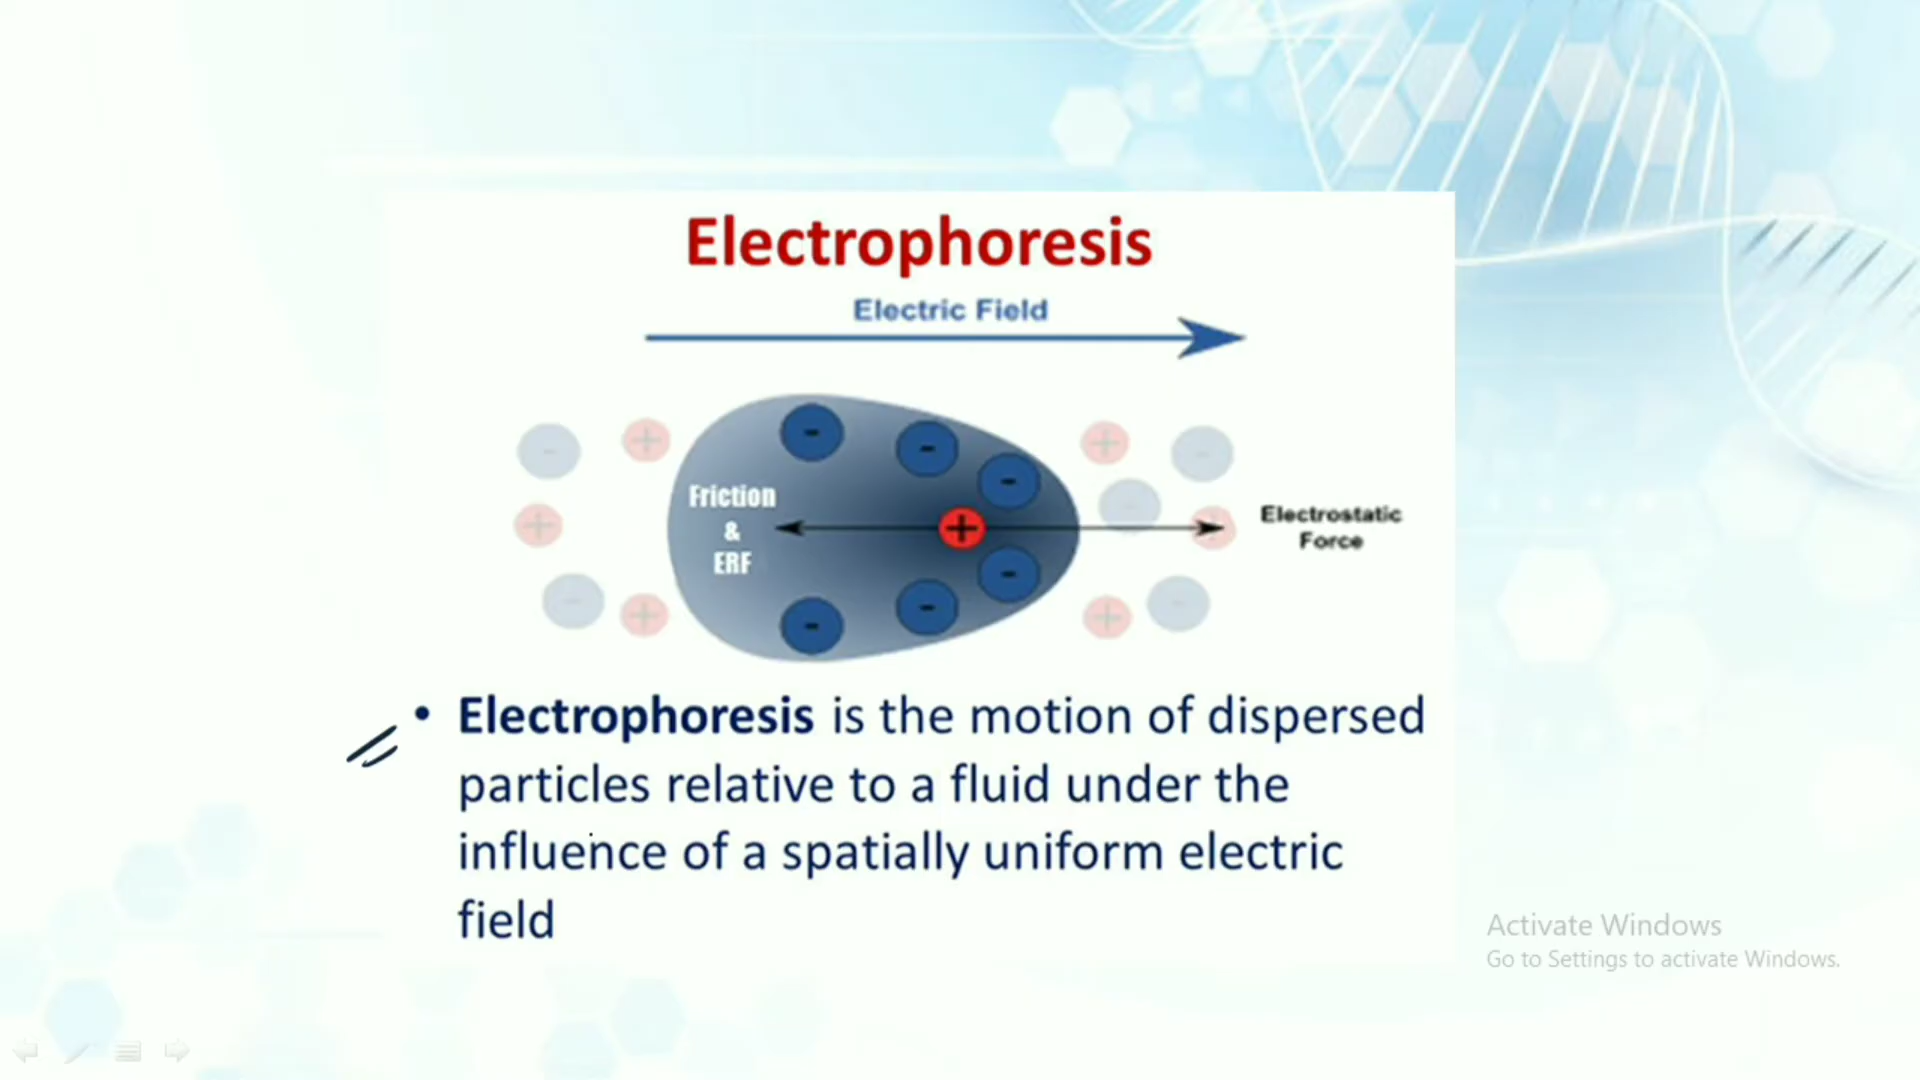 Electrophoresis
Electric Field
- + - - - + -
Friction
&
ERF
+ + - + Electrostatic
Force
- + - - - + -
• Electrophoresis is the motion of dispersed
particles relative to a fluid under the
influence of a spatially uniform electric
field
Activate Windows
Go to Settings to activate Windows.